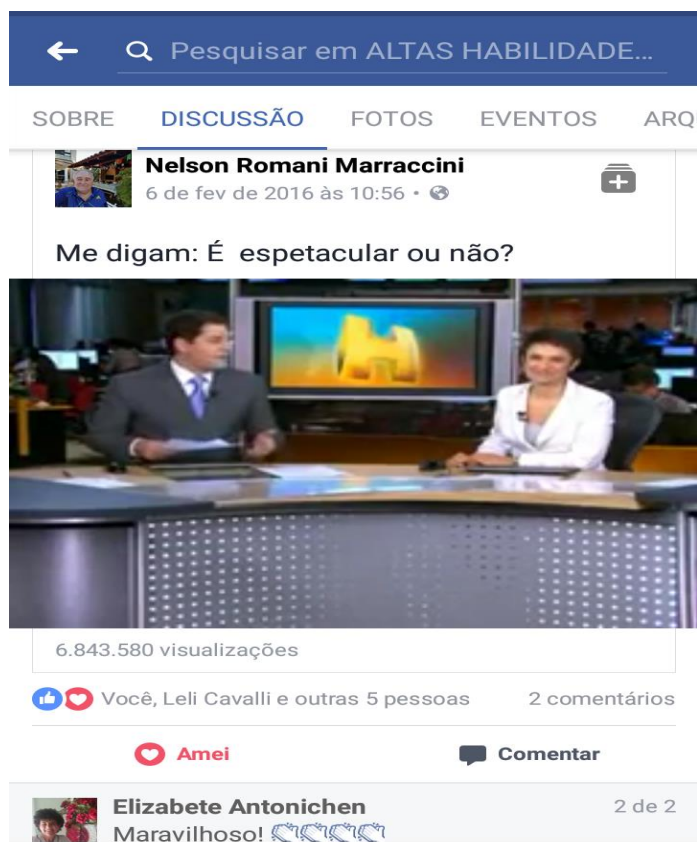 Pesquisar em ALTAS HABILIDADE...
SOBRE DISCUSSÃO FOTOS EVENTOS ARQ
Nelson Romani Marraccini
6 de fev de 2016 às 10:56 •
Me digam: É espetacular ou não?
H
6.843.580 visualizações
Você, Leli Cavalli e outras 5 pessoas 2 comentários
Amei Comentar
Elizabete Antonichen 2 de 2
Maravilhoso!